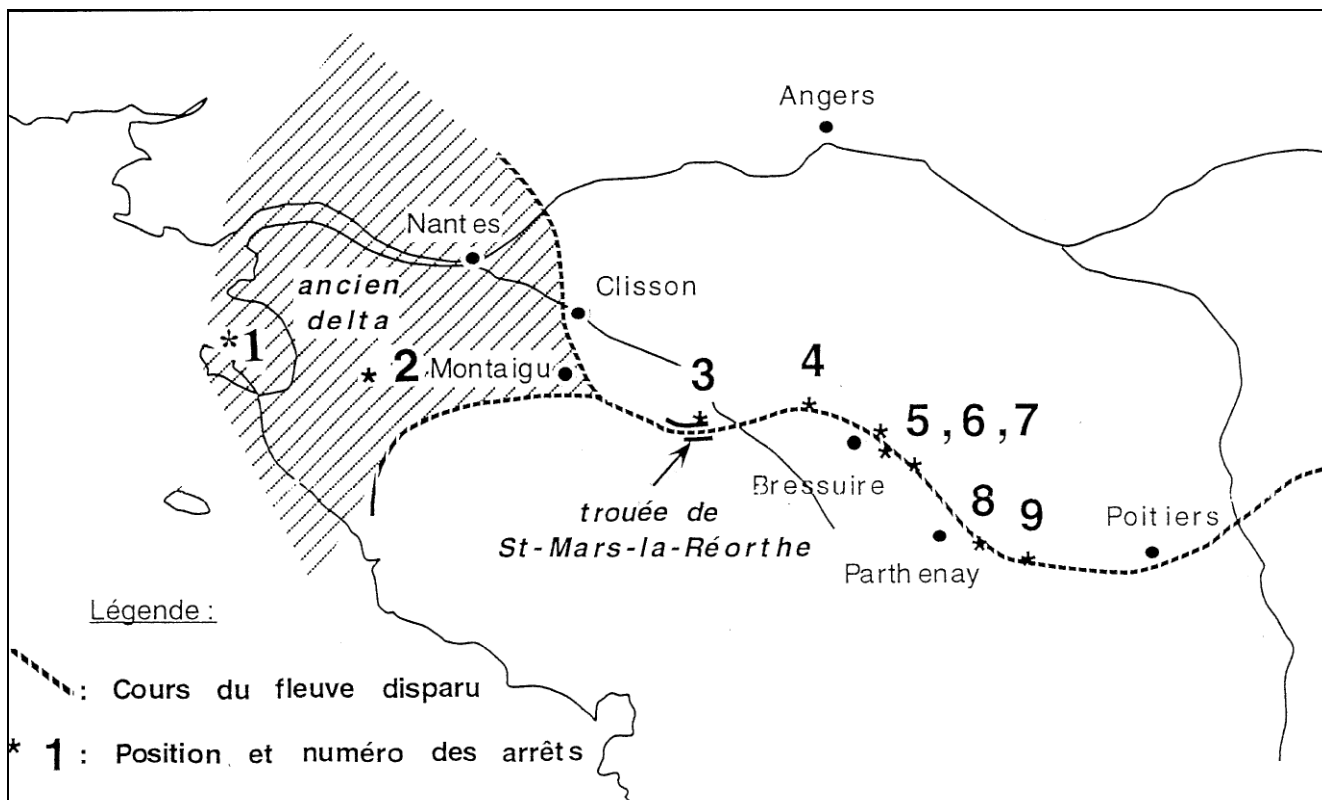 Angers
Nantes
Clisson
ancien
delta
*1
* 2
Montaigu
3
4
5, 6, 7
Bressuire
trouée de
St-Mars-la-Réorthe
8
9
Poitiers
Parthenay
Légende :
: Cours du fleuve disparu
* 1 : Position et numéro des arrêts